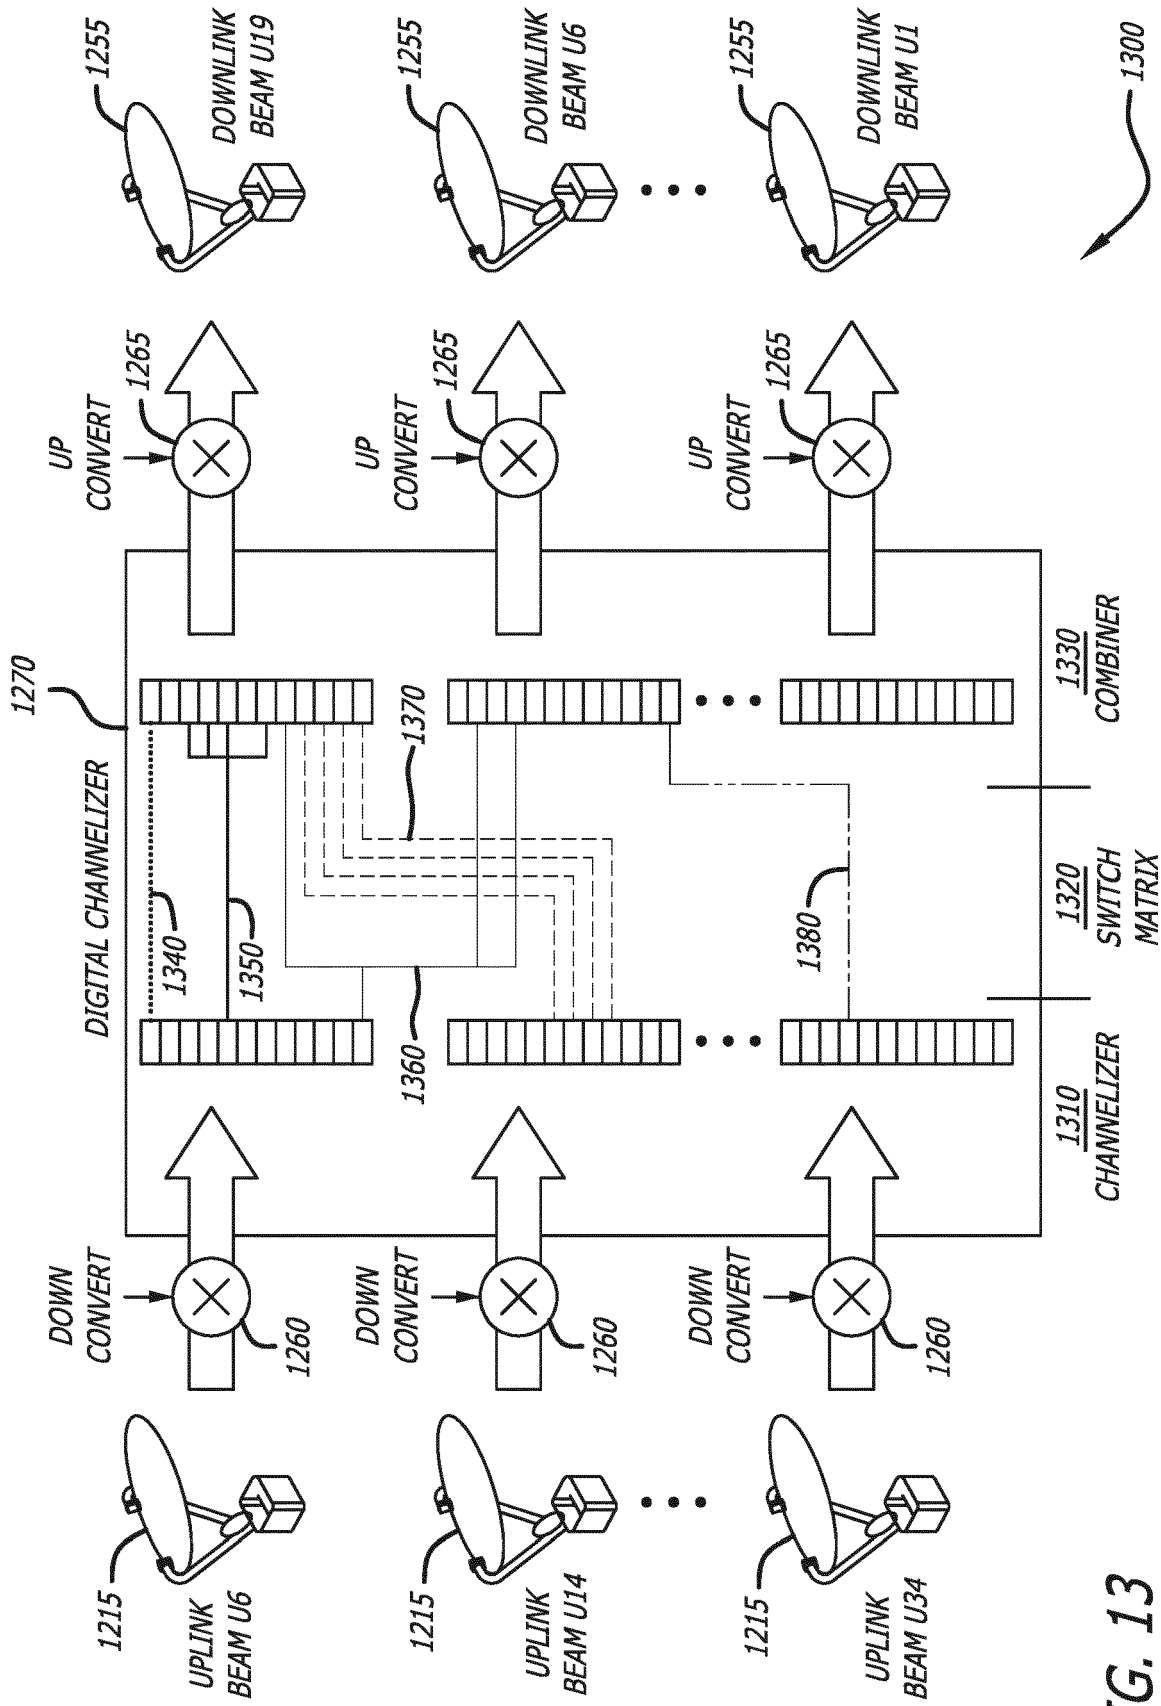 1270
DIGITAL CHANNELIZER
1215
UPLINK
BEAM U6
DOWN
CONVERT
1260
1340
1350
1360
1370
UP
CONVERT
1265
1255
DOWNLINK
BEAM U19
1215
UPLINK
BEAM U14
DOWN
CONVERT
1260
UP
CONVERT
1265
1255
DOWNLINK
BEAM U6
1215
UPLINK
BEAM U34
DOWN
CONVERT
1260
1380
UP
CONVERT
1265
1255
DOWNLINK
BEAM U1
1310
CHANNELIZER
1320
SWITCH
MATRIX
1330
COMBINER
1300
IG. 13